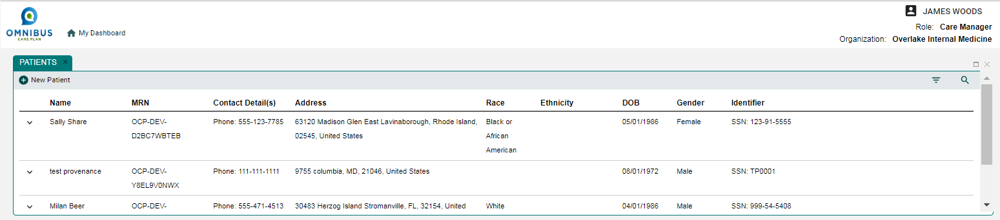 OMNIBUS
CARE PLAN
My Dashboard
JAMES WOODS
Role: Care Manager
Organization: Overlake Internal Medicine
PATIENTS ×
New Patient
Name MRN Contact Detail(s) Address Race Ethnicity DOB Gender Identifier
Sally Share OCP-DEV- Phone: 555-123-7785 63120 Madison Glen East Lavinaborough, Rhode Island, Black or 05/01/1986 Female SSN: 123-91-5555
D2BC7WBTEB 02545, United States African
American
test provenance OCP-DEV- Phone: 111-111-1111 9755 columbia, MD, 21046, United States 08/01/1972 Male SSN: TP0001
Y8EL9V0NWX
Milan Beer OCP-DEV- Phone: 555-471-4513 30483 Herzog Island Stromanville, FL, 32154, United White 04/01/1986 Male SSN: 999-54-5408